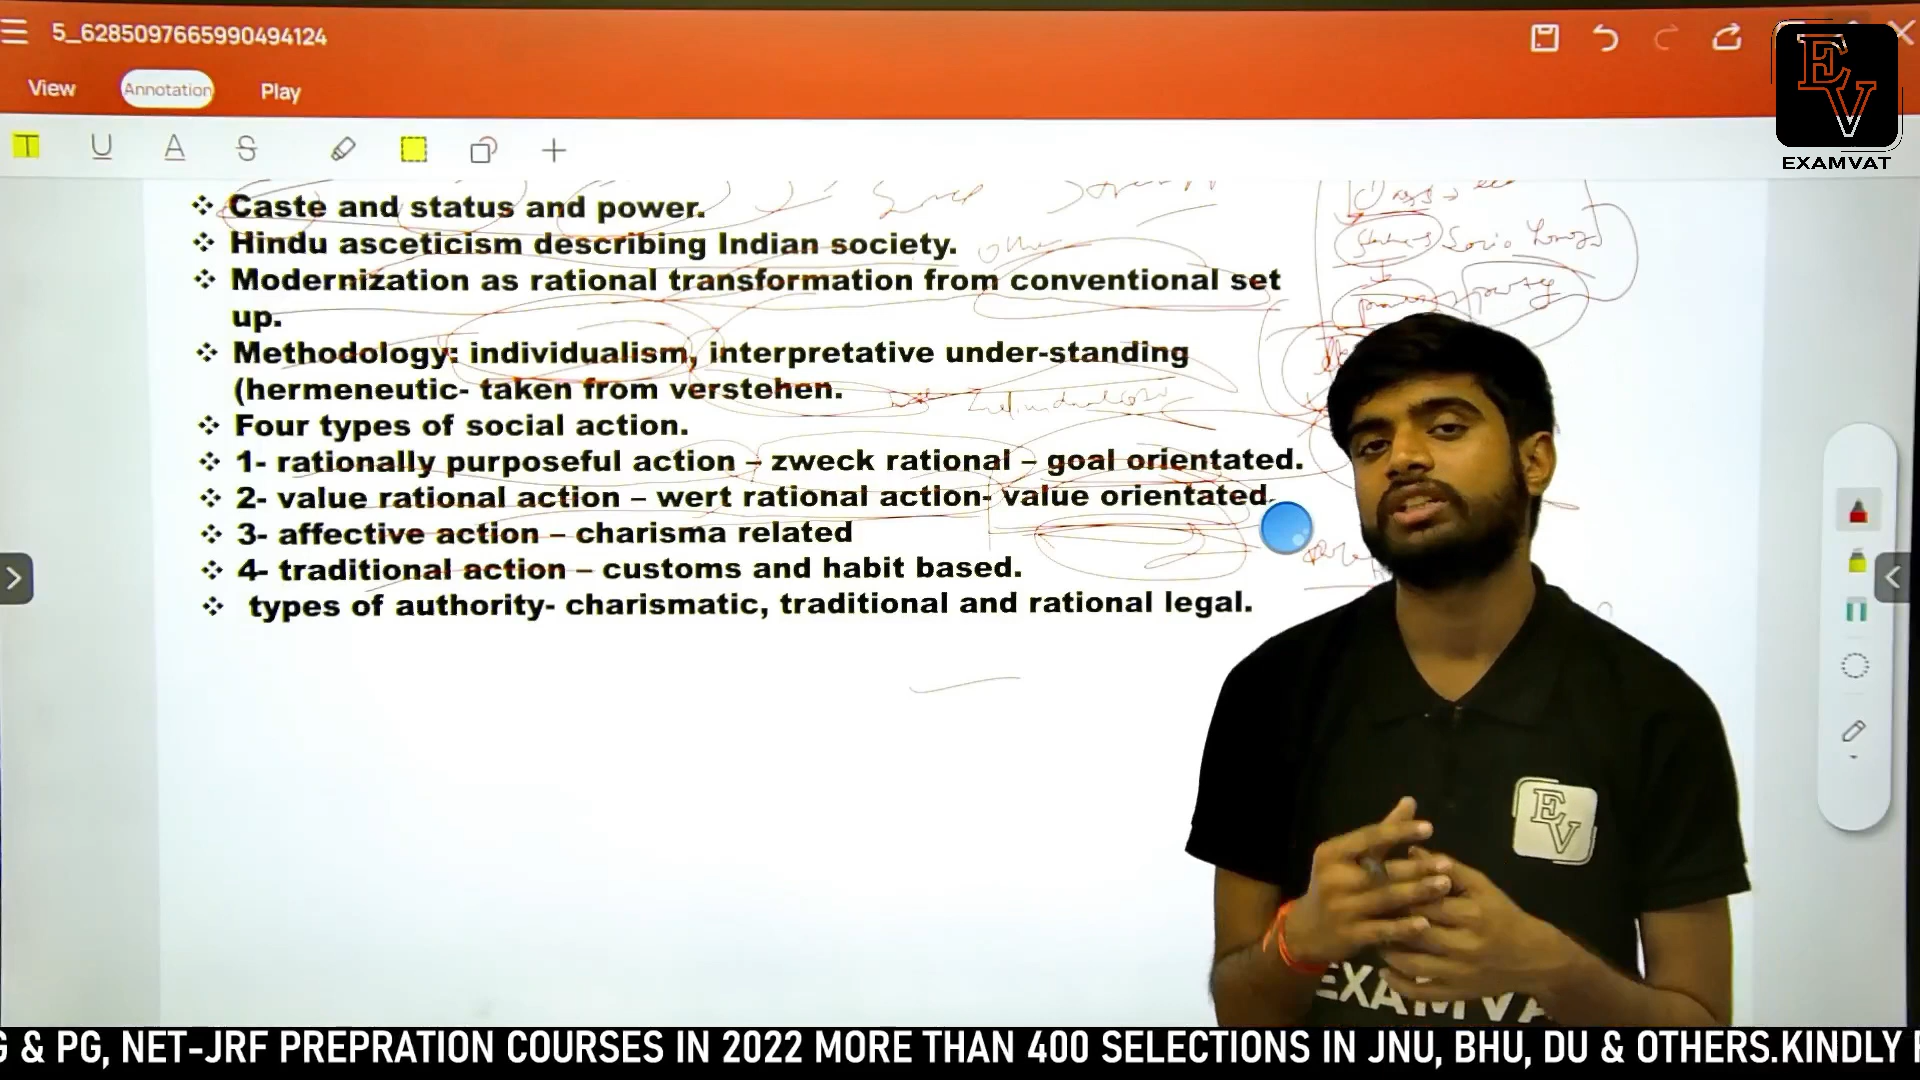 5_6285097665990494124
View Annotation Play
EV
EXAMVAT
T U A S
❖ Caste and status and power.
❖ Hindu asceticism describing Indian society.
❖ Modernization as rational transformation from conventional set
up.
❖ Methodology: individualism, interpretative under-standing
(hermeneutic- taken from verstehen.
❖ Four types of social action.
❖ 1- rationally purposeful action – zweck rational – goal orientated.
❖ 2- value rational action – wert rational action- value orientated.
❖ 3- affective action – charisma related
❖ 4- traditional action – customs and habit based.
❖ types of authority- charismatic, traditional and rational legal.
other
EV
EXAMVA
G & PG, NET-JRF PREPRATION COURSES IN 2022 MORE THAN 400 SELECTIONS IN JNU, BHU, DU & OTHERS.KINDLY